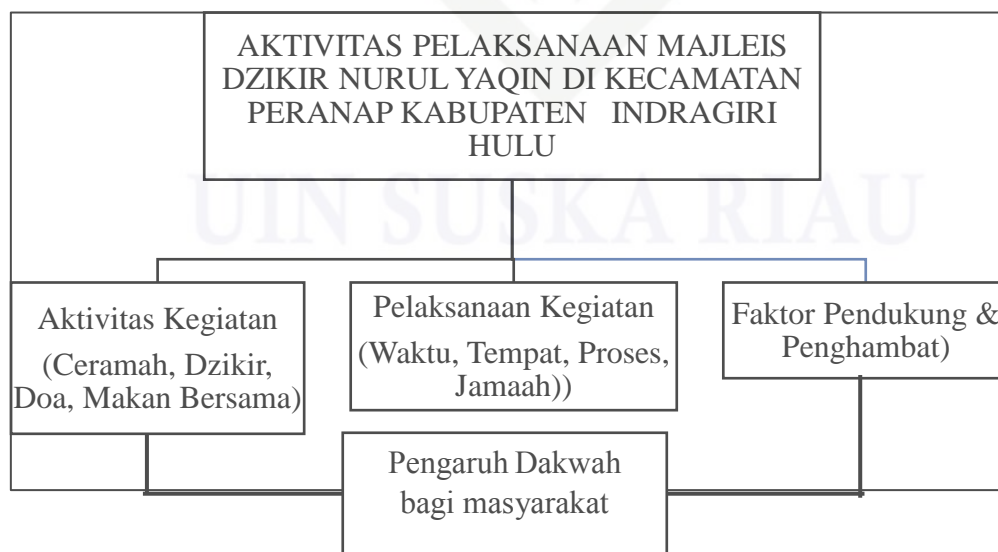 AKTIVITAS PELAKSANAAN MAJLEIS
DZIKIR NURUL YAQIN DI KECAMATAN
PERANAP KABUPATEN INDRAGIRI
HULU
UIN SUSKA RIAU
Aktivitas Kegiatan
(Ceramah, Dzikir,
Doa, Makan Bersama)
Pelaksanaan Kegiatan
(Waktu, Tempat, Proses,
Jamaah))
Faktor Pendukung &
Penghambat)
Pengaruh Dakwah
bagi masyarakat